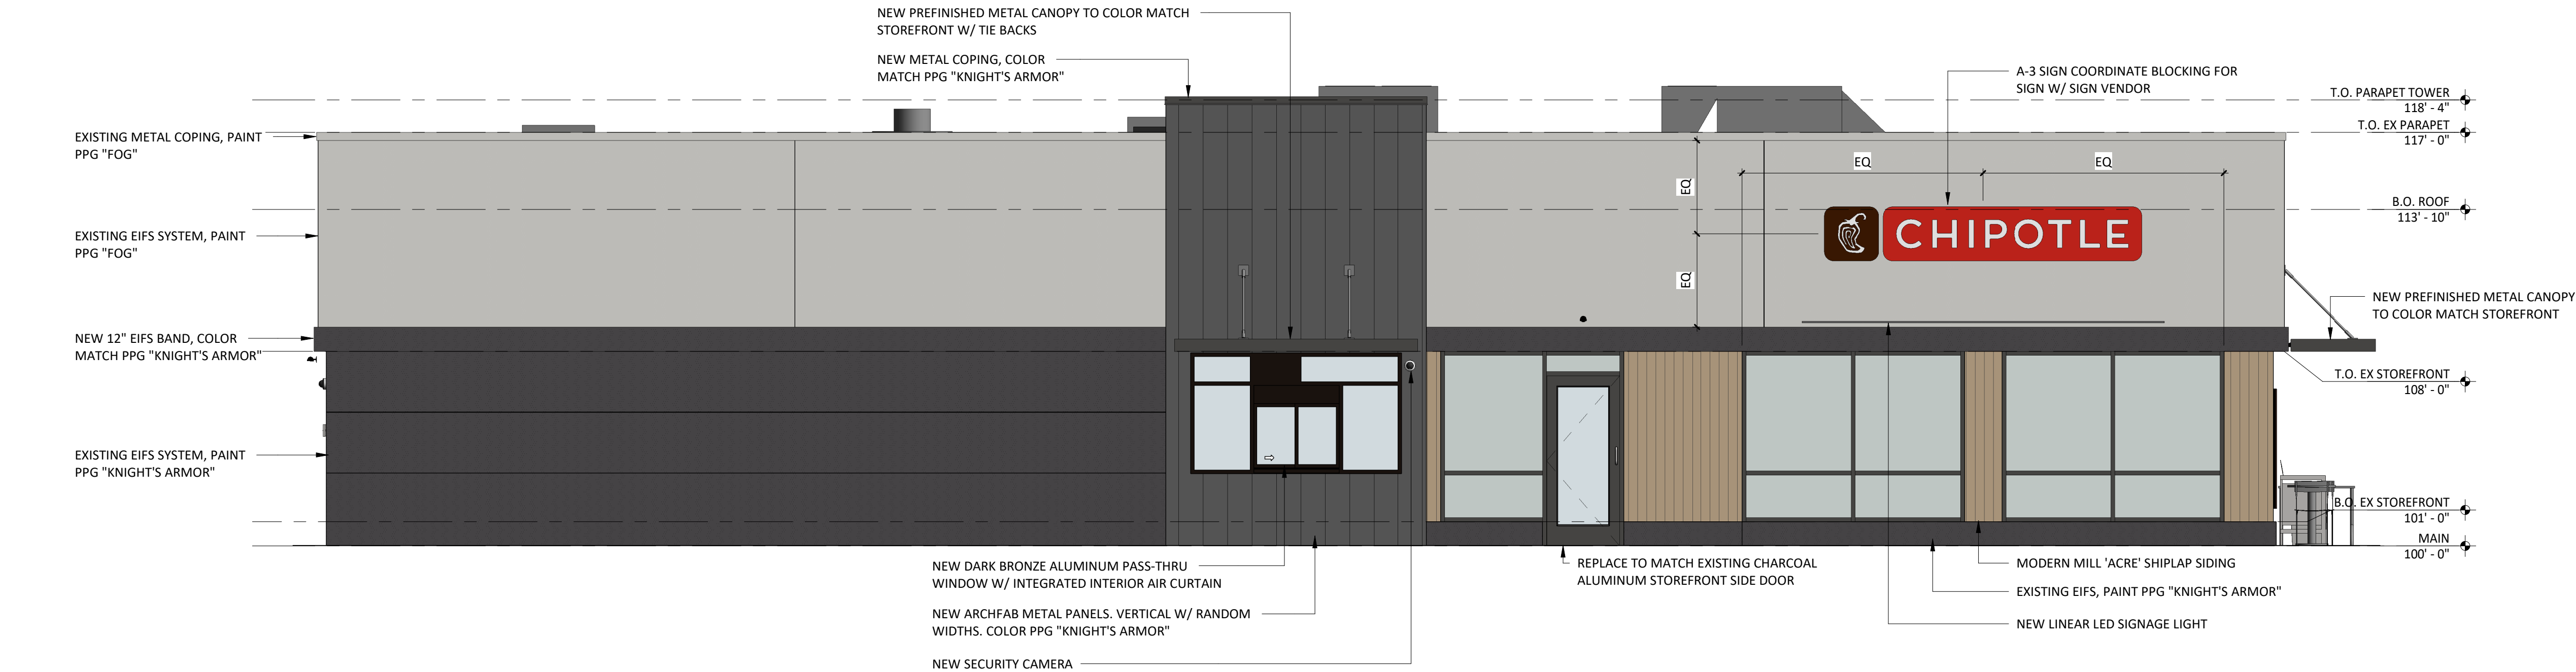 NEW PREFINISHED METAL CANOPY TO COLOR MATCH
STOREFRONT W/ TIE BACKS
NEW METAL COPING, COLOR
MATCH PPG "KNIGHT'S ARMOR"
A-3 SIGN COORDINATE BLOCKING FOR
SIGN W/ SIGN VENDOR
T.O. PARAPET TOWER
118' - 4"
T.O. EX PARAPET
117' - 0"
EXISTING METAL COPING, PAINT
PPG "FOG"
EQ
EQ
EQ
B.O. ROOF
113' - 10"
CHIPOTLE
EXISTING EIFS SYSTEM, PAINT
PPG "FOG"
EQ
NEW PREFINISHED METAL CANOPY
TO COLOR MATCH STOREFRONT
NEW 12" EIFS BAND, COLOR
MATCH PPG "KNIGHT'S ARMOR"
T.O. EX STOREFRONT
108' - 0"
EXISTING EIFS SYSTEM, PAINT
PPG "KNIGHT'S ARMOR"
B.O. EX STOREFRONT
101' - 0"
MAIN
100' - 0"
NEW DARK BRONZE ALUMINUM PASS-THRU
WINDOW W/ INTEGRATED INTERIOR AIR CURTAIN
REPLACE TO MATCH EXISTING CHARCOAL
ALUMINUM STOREFRONT SIDE DOOR
MODERN MILL 'ACRE' SHIPLAP SIDING
EXISTING EIFS, PAINT PPG "KNIGHT'S ARMOR"
NEW ARCHFAB METAL PANELS. VERTICAL W/ RANDOM
WIDTHS. COLOR PPG "KNIGHT'S ARMOR"
NEW LINEAR LED SIGNAGE LIGHT
NEW SECURITY CAMERA